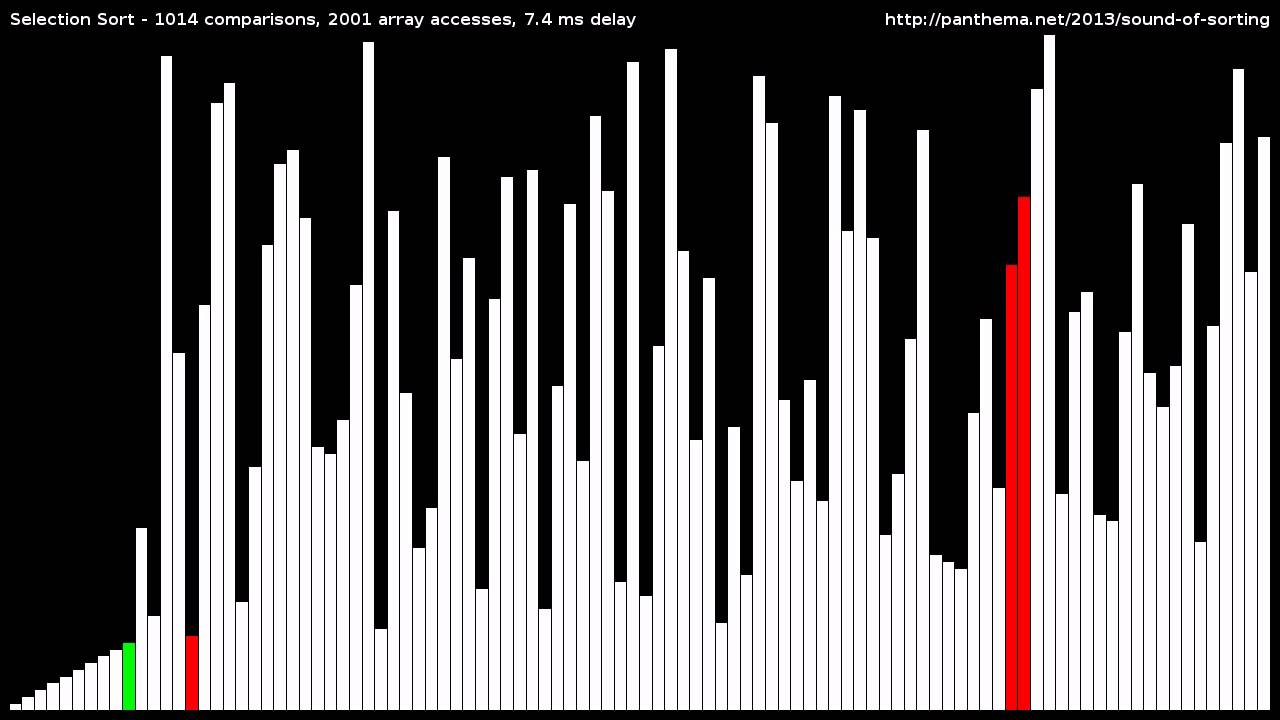 Selection Sort - 1014 comparisons, 2001 array accesses, 7.4 ms delay
http://panthema.net/2013/sound-of-sorting